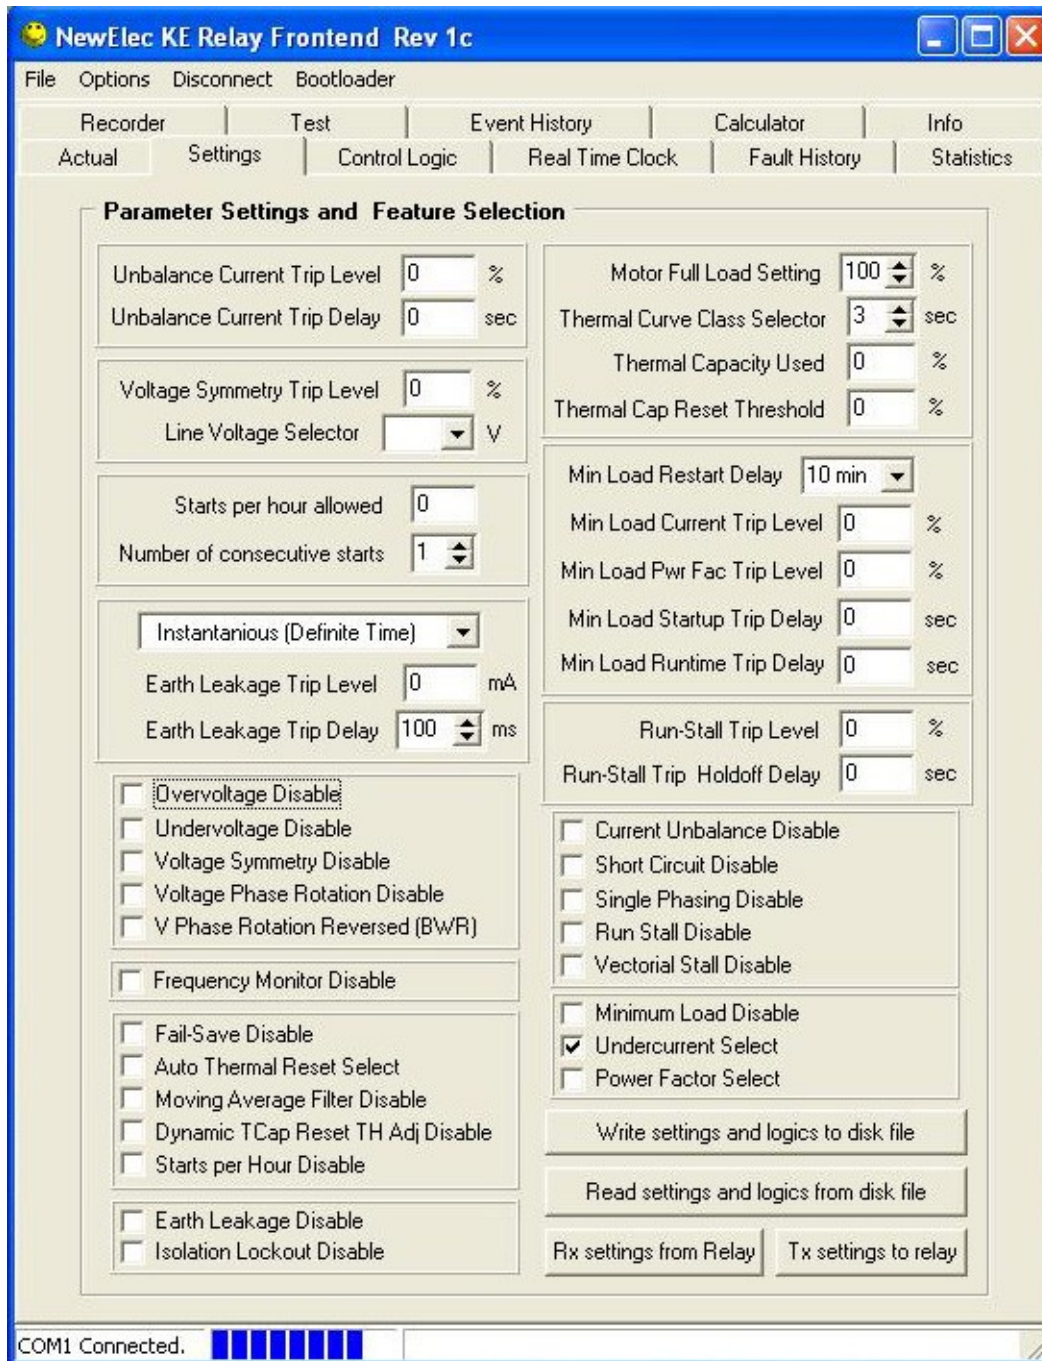 NewElec KE Relay Frontend  Rev 1c
File Options Disconnect Bootloader
Recorder Test Event History Calculator Info
Actual Settings Control Logic Real Time Clock Fault History Statistics
Parameter Settings and  Feature Selection
Unbalance Current Trip Level 0 %
Unbalance Current Trip Delay 0 sec
Voltage Symmetry Trip Level 0 %
Line Voltage Selector V
Starts per hour allowed 0
Number of consecutive starts 1
Instantanious (Definite Time)
Earth Leakage Trip Level 0 mA
Earth Leakage Trip Delay 100 ms
Overvoltage Disable
Undervoltage Disable
Voltage Symmetry Disable
Voltage Phase Rotation Disable
V Phase Rotation Reversed (BWR)
Frequency Monitor Disable
Fail-Save Disable
Auto Thermal Reset Select
Moving Average Filter Disable
Dynamic TCap Reset TH Adj Disable
Starts per Hour Disable
Earth Leakage Disable
Isolation Lockout Disable
Motor Full Load Setting 100 %
Thermal Curve Class Selector 3 sec
Thermal Capacity Used 0 %
Thermal Cap Reset Threshold 0 %
Min Load Restart Delay 10 min
Min Load Current Trip Level 0 %
Min Load Pwr Fac Trip Level 0 %
Min Load Startup Trip Delay 0 sec
Min Load Runtime Trip Delay 0 sec
Run-Stall Trip Level 0 %
Run-Stall Trip  Holdoff Delay 0 sec
Current Unbalance Disable
Short Circuit Disable
Single Phasing Disable
Run Stall Disable
Vectorial Stall Disable
Minimum Load Disable
Undercurrent Select
Power Factor Select
Write settings and logics to disk file
Read settings and logics from disk file
Rx settings from Relay Tx settings to relay
COM1 Connected.